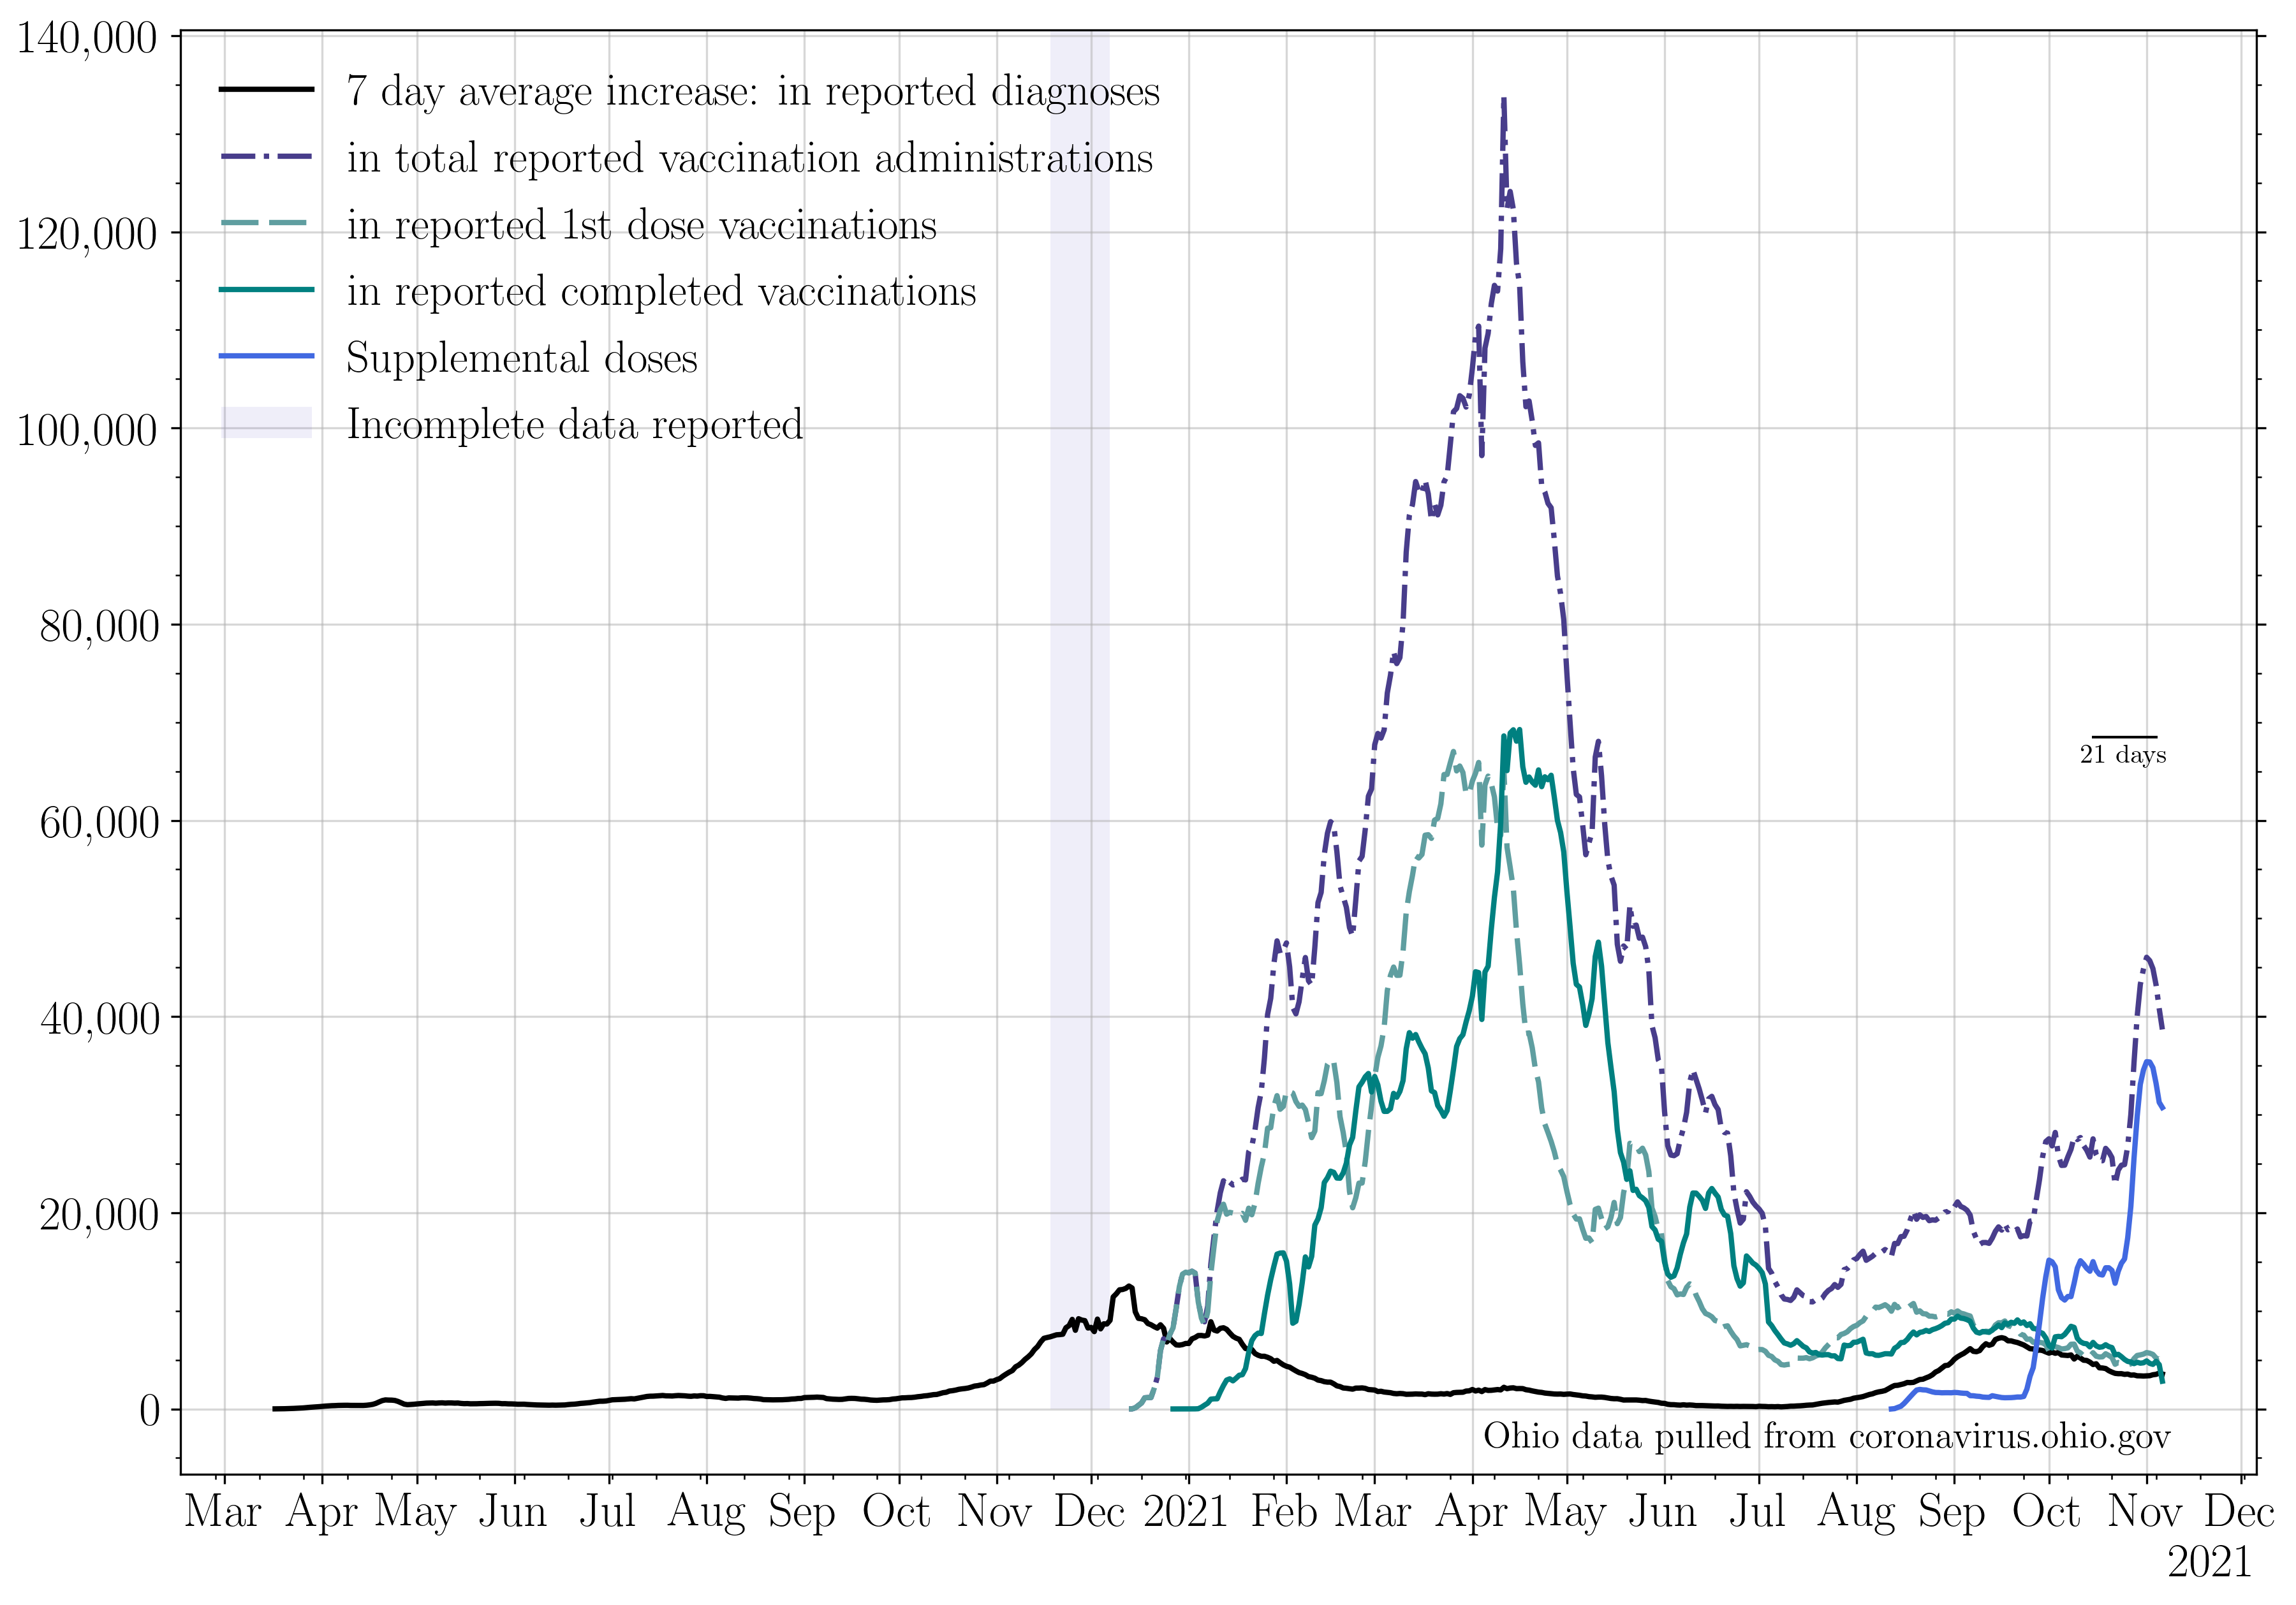 140,000
120,000
100,000
80,000
60,000
40,000
20,000
0
7 day average increase: in reported diagnoses
in total reported vaccination administrations
in reported 1st dose vaccinations
in reported completed vaccinations
Supplemental doses
Incomplete data reported
21 days
Ohio data pulled from coronavirus.ohio.gov
Mar Apr May Jun Jul Aug Sep Oct Nov Dec 2021 Feb Mar Apr May Jun Jul Aug Sep Oct Nov Dec
2021